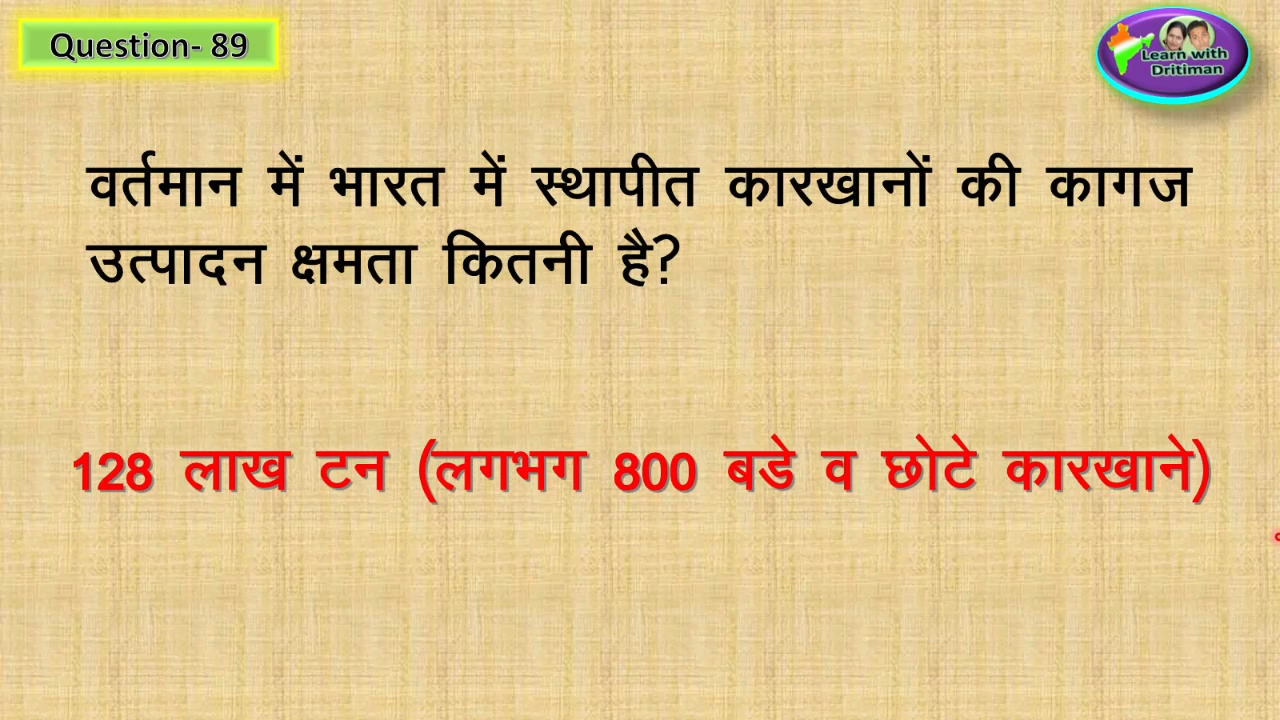 Question- 89
Learn with
Dritiman
वर्तमान में भारत में स्थापीत कारखानों की कागज
उत्पादन क्षमता कितनी है?
128 लाख टन (लगभग 800 बडे व छोटे कारखाने)